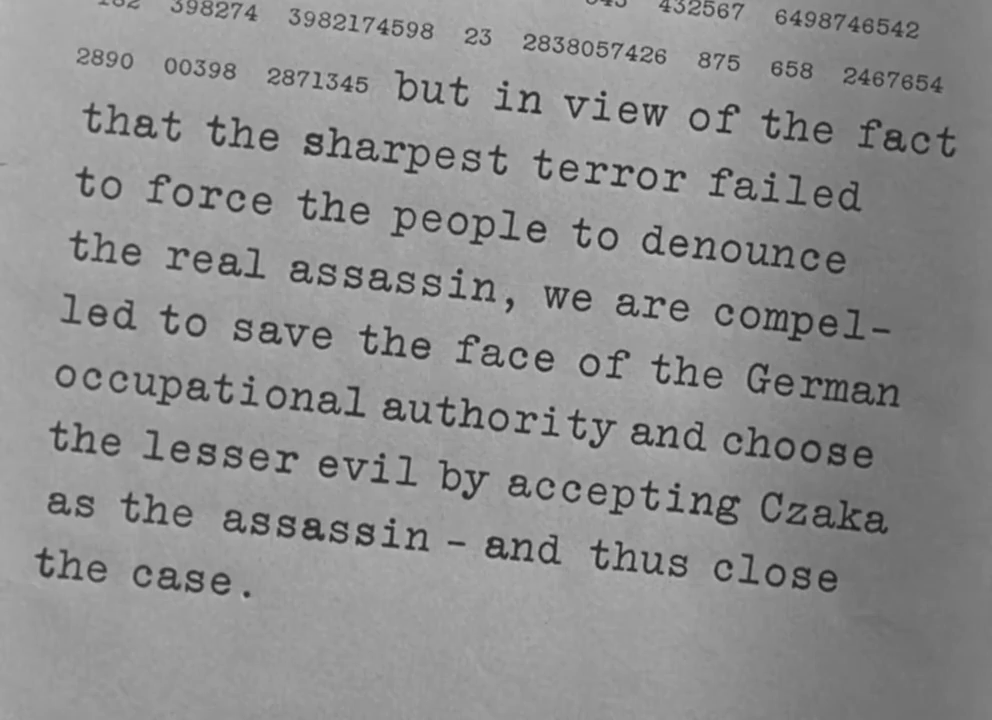 398274 3982174598 23 2838057426 875 658 2467654
432567 6498746542
2890 00398 2871345 but in view of the fact
that the sharpest terror failed
to force the people to denounce
the real assassin, we are compel-
led to save the face of the German
occupational authority and choose
the lesser evil by accepting Czaka
as the assassin - and thus close
the case.